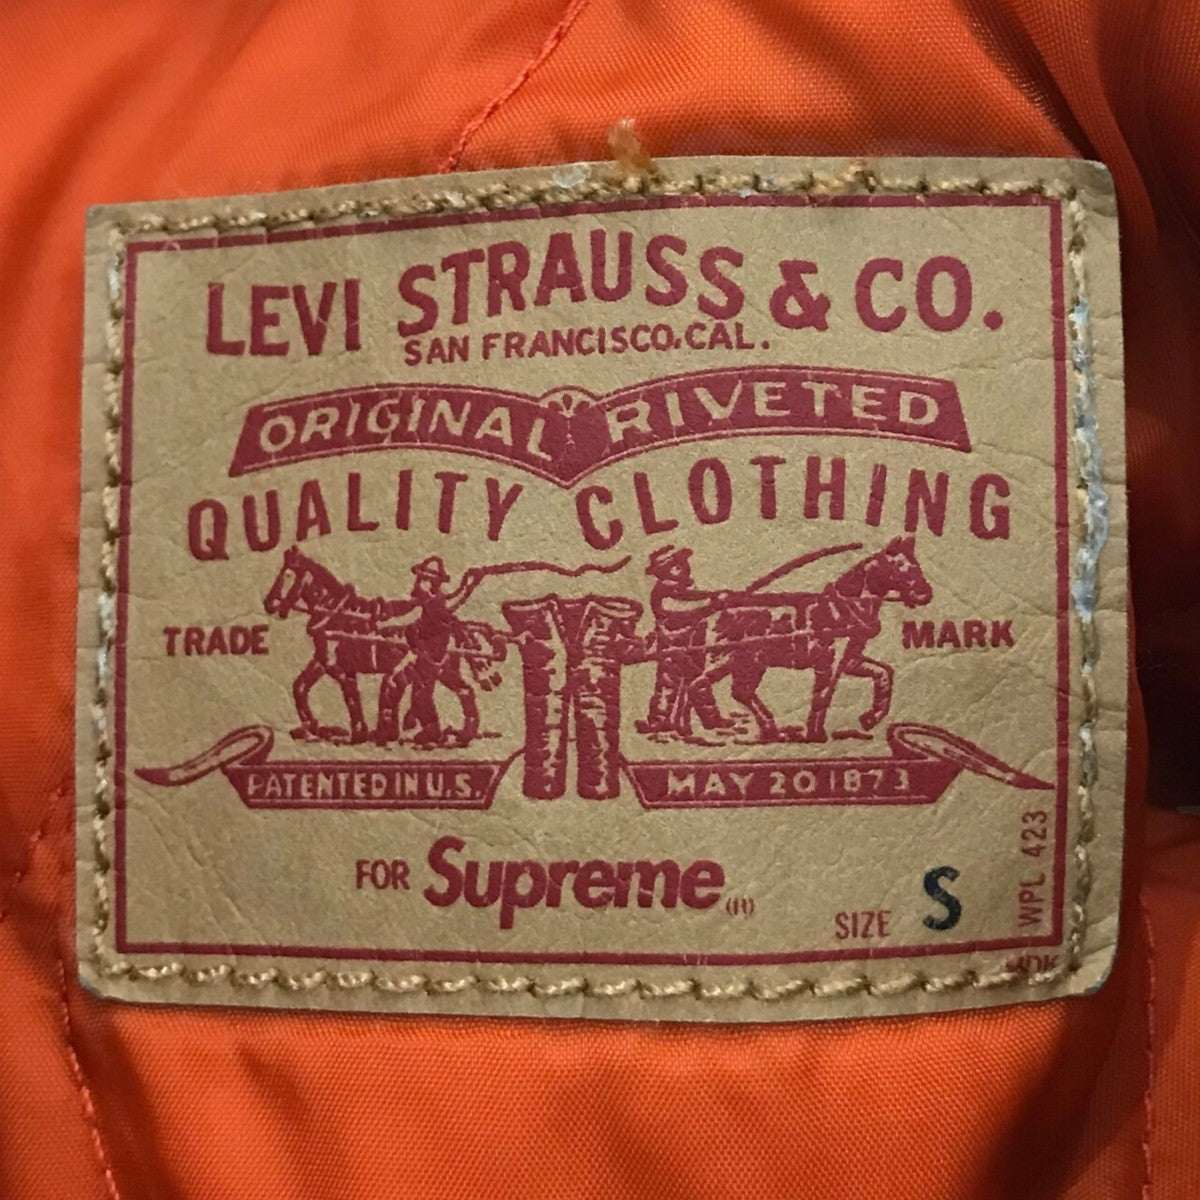 LEVI STRAUSS & CO.
SAN FRANCISCO, CAL.
ORIGINAL RIVETED
QUALITY CLOTHING
TRADE MARK
PATENTED IN U.S. MAY 20 1873
FOR Supreme (R)
SIZE S
WPL 423